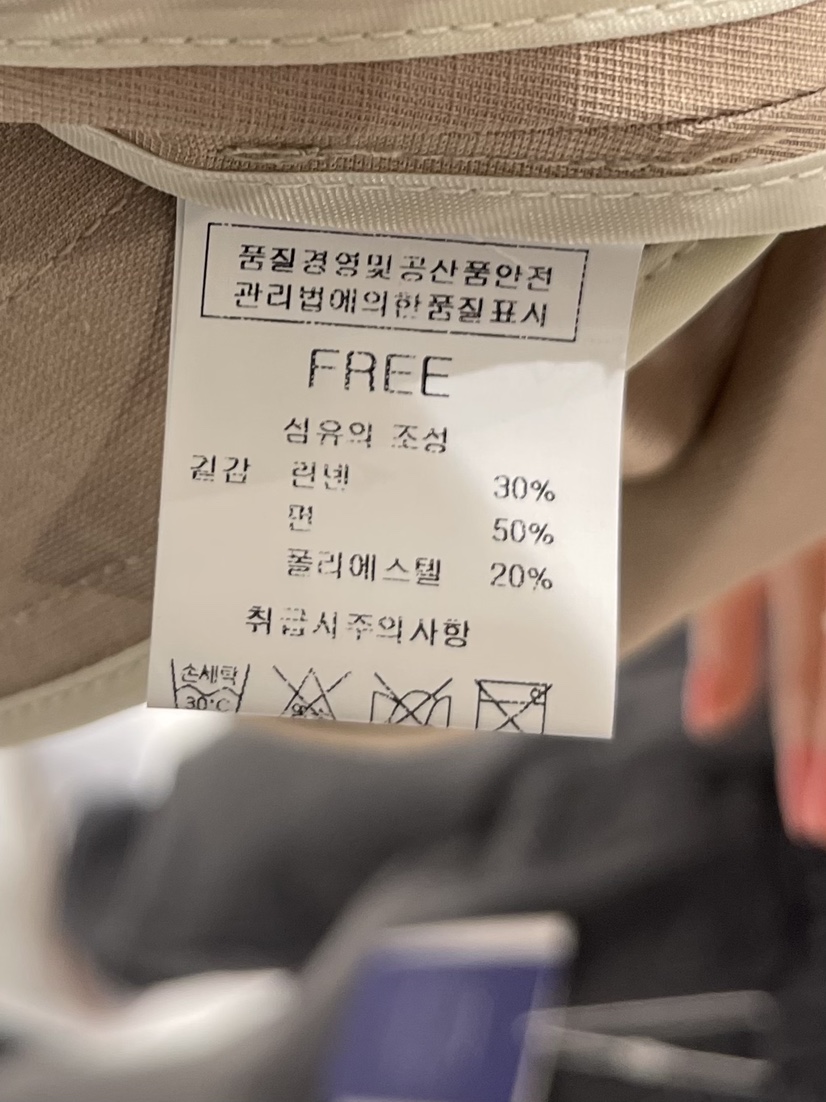 품질경영및공산품안전
관리법에의한품질표시
FREE
섬유의 조성
겉감 린넨 30%
면 50%
폴리에스텔 20%
취급시주의사항
손세탁
30°C